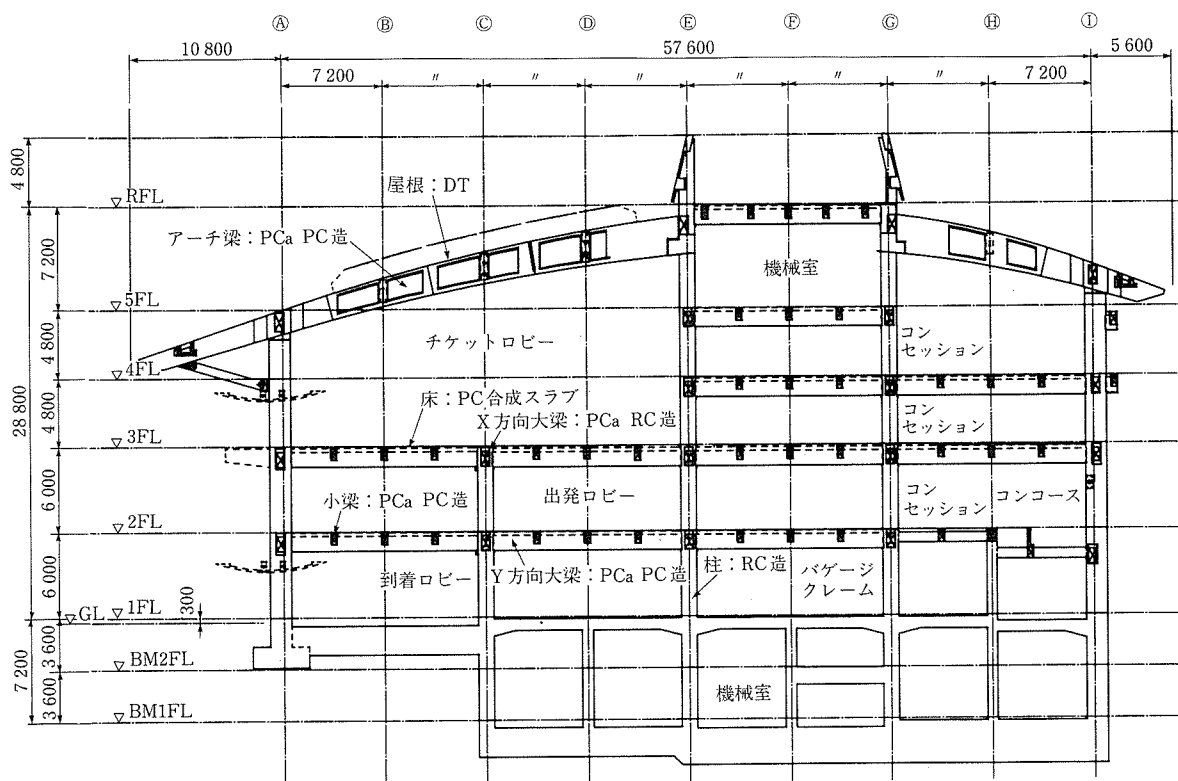 Ⓐ Ⓑ Ⓒ Ⓓ Ⓔ Ⓕ Ⓖ Ⓗ Ⓘ
10 800 57 600 5 600
7 200 〃 〃 〃 〃 〃 〃 7 200
4 800
RFL
屋根：DT
アーチ梁：PCa PC造
7 200
機械室
5FL
チケットロビー
コン
セッション
4 800
4FL
28 800
床：PC合成スラブ
X方向大梁：PCa RC造
コン
セッション
4 800
3FL
小梁：PCa PC造
出発ロビー
コン
セッション
コンコース
6 000
2FL
到着ロビー
Y方向大梁：PCa PC造
柱：RC造
バゲージ
クレーム
6 000
GL
1FL
300
3 600
7 200
BM2FL
機械室
3 600
BM1FL